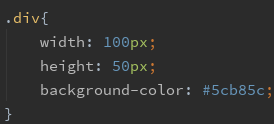 .div{
    width: 100px;
    height: 50px;
    background-color: #5cb85c;
}